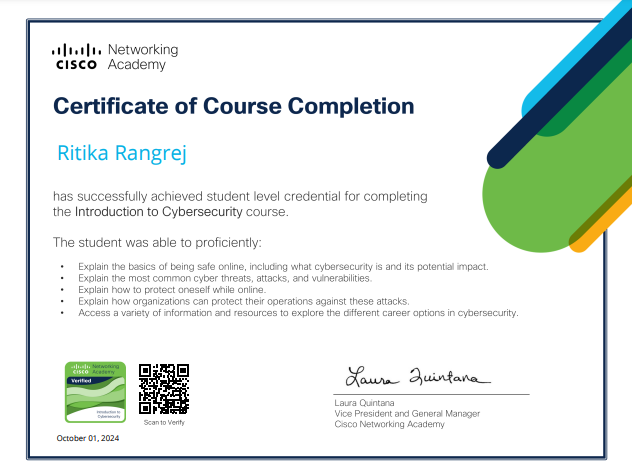 Networking
CISCO Academy
Certificate of Course Completion
Ritika Rangrej
has successfully achieved student level credential for completing
the Introduction to Cybersecurity course.
The student was able to proficiently:
• Explain the basics of being safe online, including what cybersecurity is and its potential impact.
• Explain the most common cyber threats, attacks, and vulnerabilities.
• Explain how to protect oneself while online.
• Explain how organizations can protect their operations against these attacks.
• Access a variety of information and resources to explore the different career options in cybersecurity.
Networking
CISCO Academy
Verified
Introduction to
Cybersecurity
Scan to Verify
October 01, 2024
Laura Quintana
Laura Quintana
Vice President and General Manager
Cisco Networking Academy